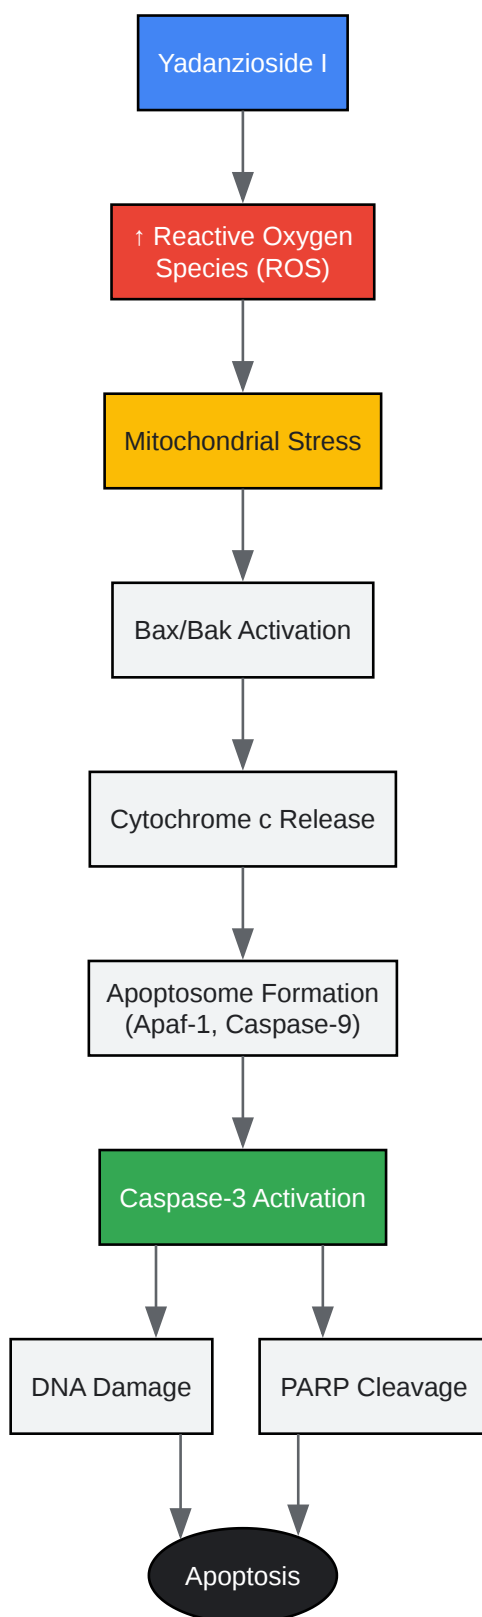 Yadanzioside I
↑ Reactive Oxygen
Species (ROS)
Mitochondrial Stress
Bax/Bak Activation
Cytochrome c Release
Apoptosome Formation
(Apaf-1, Caspase-9)
Caspase-3 Activation
DNA Damage
PARP Cleavage
Apoptosis